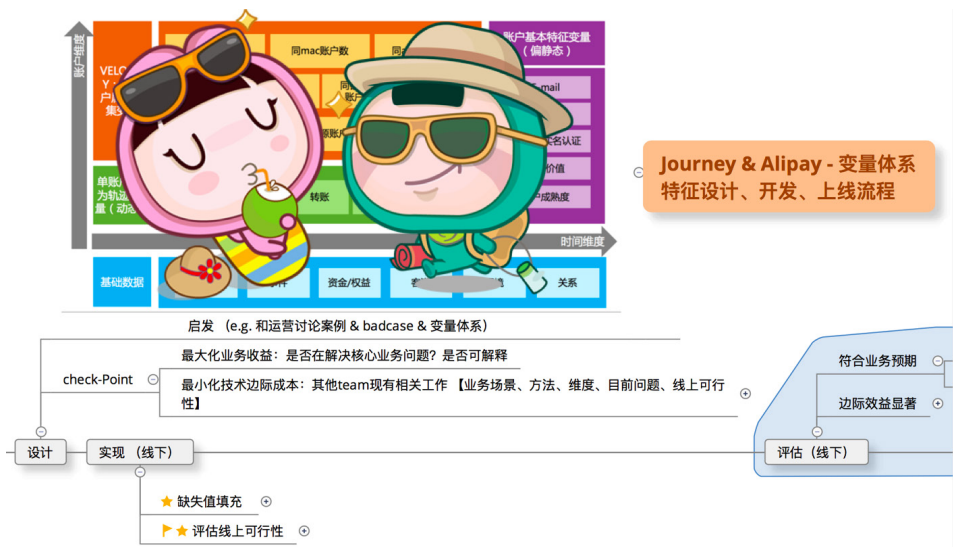 账户维度
同mac账户数
账户基本特征变量
（偏静态）
mail
实名认证
价值
成熟度
转账
时间维度
基础数据
资金/权益
关系
Journey & Alipay - 变量体系
特征设计、开发、上线流程
启发 （e.g. 和运营讨论案例 & badcase & 变量体系）
check-Point
最大化业务收益：是否在解决核心业务问题？是否可解释
最小化技术边际成本：其他team现有相关工作 【业务场景、方法、维度、目前问题、线上可行
性】
符合业务预期
边际效益显著
设计
实现 （线下）
评估（线下）
缺失值填充
评估线上可行性